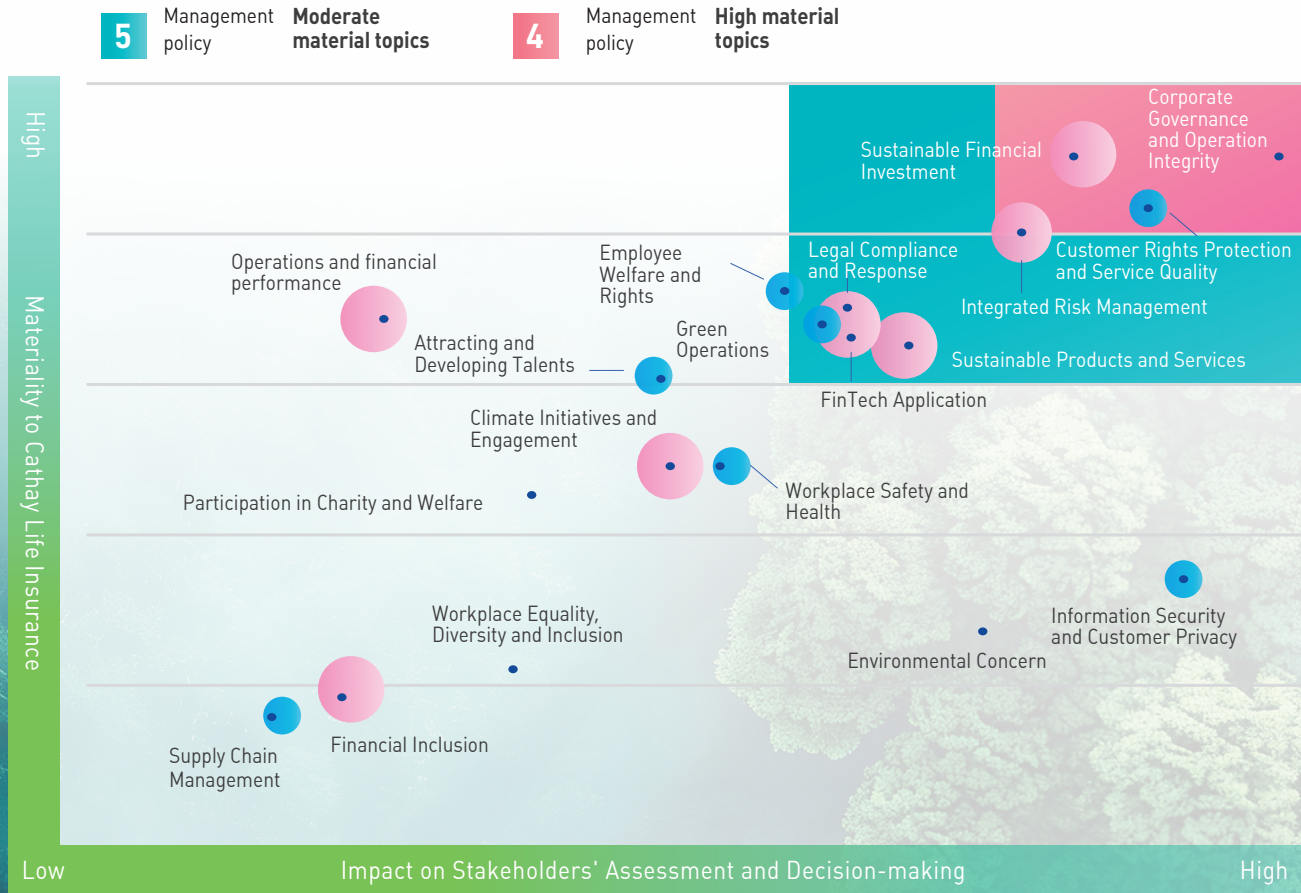 5
Management
policy
Moderate
material topics
4
Management
policy
High material
topics
High
Materiality to Cathay Life Insurance
Corporate
Governance
and Operation
Integrity
Sustainable Financial
Investment
Operations and financial
performance
Employee
Welfare and
Rights
Legal Compliance
and Response
Customer Rights Protection
and Service Quality
Integrated Risk Management
Attracting and
Developing Talents
Green
Operations
Sustainable Products and Services
FinTech Application
Climate Initiatives and
Engagement
Participation in Charity and Welfare
Workplace Safety and
Health
Workplace Equality,
Diversity and Inclusion
Information Security
and Customer Privacy
Environmental Concern
Financial Inclusion
Supply Chain
Management
Low
Impact on Stakeholders' Assessment and Decision-making
High